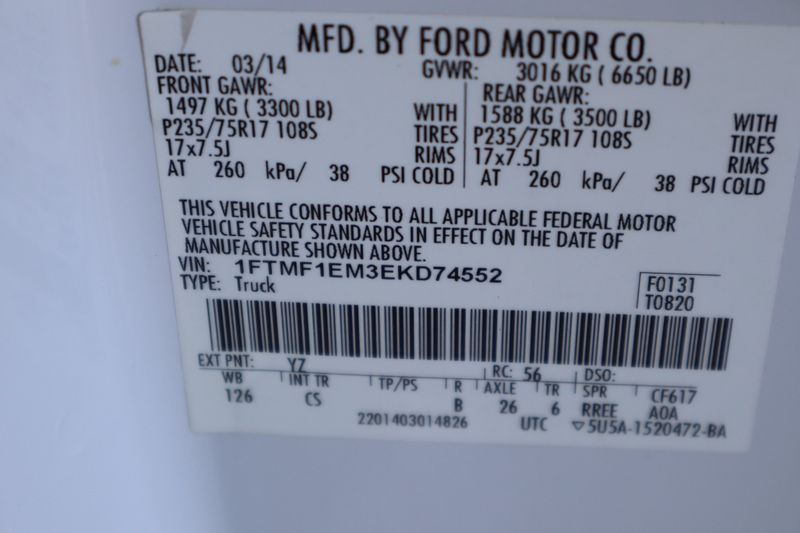 MFD. BY FORD MOTOR CO.
DATE: 03/14 GVWR: 3016 KG ( 6650 LB)
FRONT GAWR: REAR GAWR:
1497 KG ( 3300 LB) WITH 1588 KG ( 3500 LB) WITH
P235/75R17 108S TIRES P235/75R17 108S TIRES
17x7.5J RIMS 17x7.5J RIMS
AT 260 kPa/ 38 PSI COLD AT 260 kPa/ 38 PSI COLD
THIS VEHICLE CONFORMS TO ALL APPLICABLE FEDERAL MOTOR
VEHICLE SAFETY STANDARDS IN EFFECT ON THE DATE OF
MANUFACTURE SHOWN ABOVE.
VIN: 1FTMF1EM3EKD74552 F0131
TYPE: Truck T0820
EXT PNT: YZ RC: 56 DSO:
WB INT TR TP/PS R AXLE TR SPR CF617
126 CS B 26 6 RREE A0A
2201403014826 UTC ▽5U5A-1520472-BA